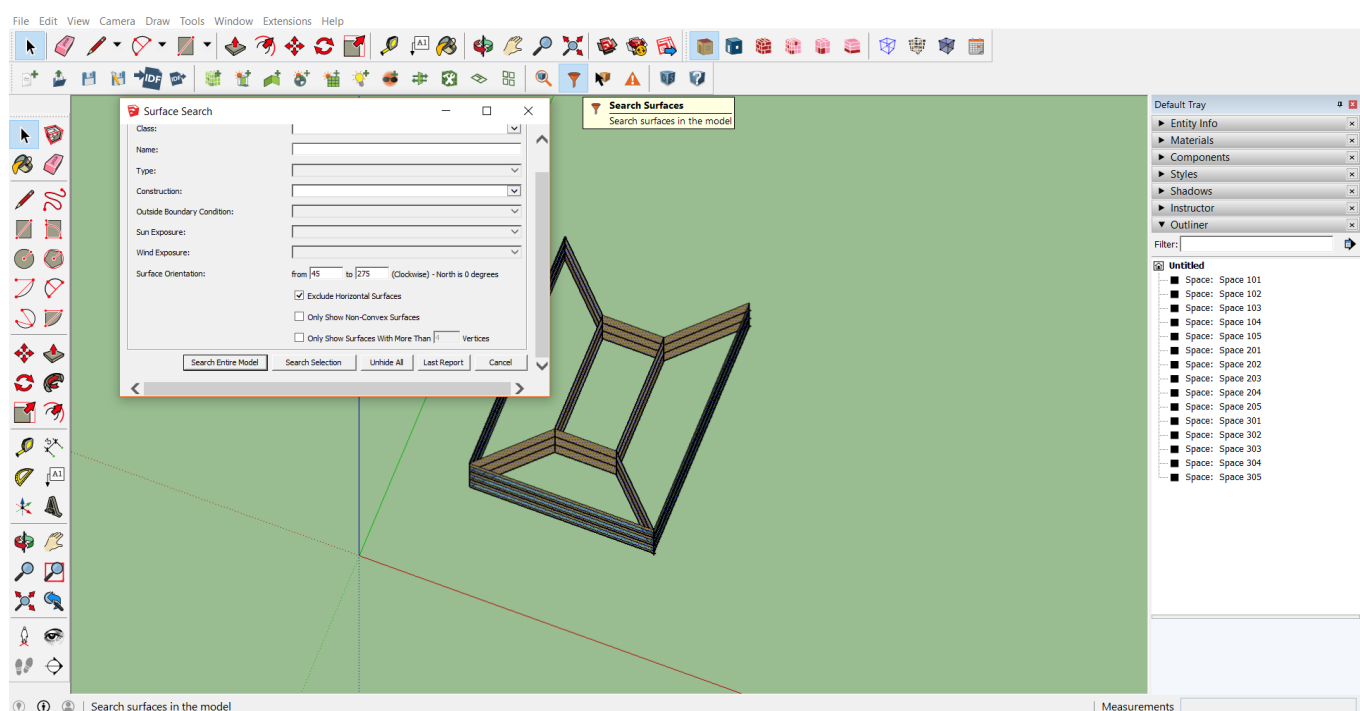 File Edit View Camera Draw Tools Window Extensions Help
A1
IDF
IDF
Surface Search
Class:
Name:
Type:
Construction:
Outside Boundary Condition:
Sun Exposure:
Wind Exposure:
Surface Orientation: from 45 to 275 (Clockwise) - North is 0 degrees
Exclude Horizontal Surfaces
Only Show Non-Convex Surfaces
Only Show Surfaces With More Than 4 Vertices
Search Entire Model Search Selection Unhide All Last Report Cancel
Search Surfaces
Search surfaces in the model
A1
Default Tray
Entity Info
Materials
Components
Styles
Shadows
Instructor
Outliner
Filter:
Untitled
Space: Space 101
Space: Space 102
Space: Space 103
Space: Space 104
Space: Space 105
Space: Space 201
Space: Space 202
Space: Space 203
Space: Space 204
Space: Space 205
Space: Space 301
Space: Space 302
Space: Space 303
Space: Space 304
Space: Space 305
Search surfaces in the model
Measurements